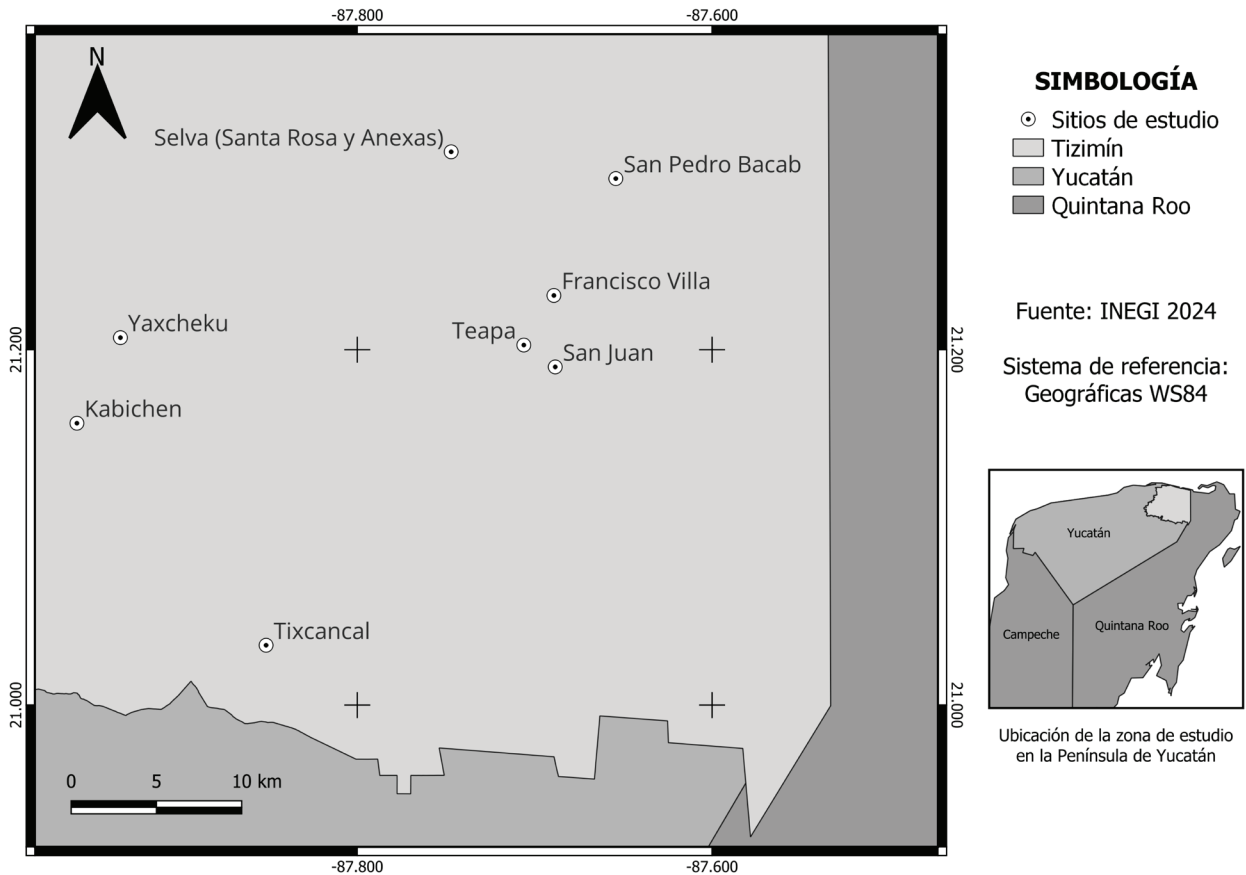 -87.800
-87.600
N
Selva (Santa Rosa y Anexas)
San Pedro Bacab
Francisco Villa
Yaxcheku
Teapa
San Juan
21.200
21.200
Kabichen
Tixcancal
21.000
21.000
0 5 10 km
-87.800
-87.600
SIMBOLOGÍA
Sitios de estudio
Tizimín
Yucatán
Quintana Roo
Fuente: INEGI 2024
Sistema de referencia:
Geográficas WS84
Yucatán
Quintana Roo
Campeche
Ubicación de la zona de estudio
en la Península de Yucatán